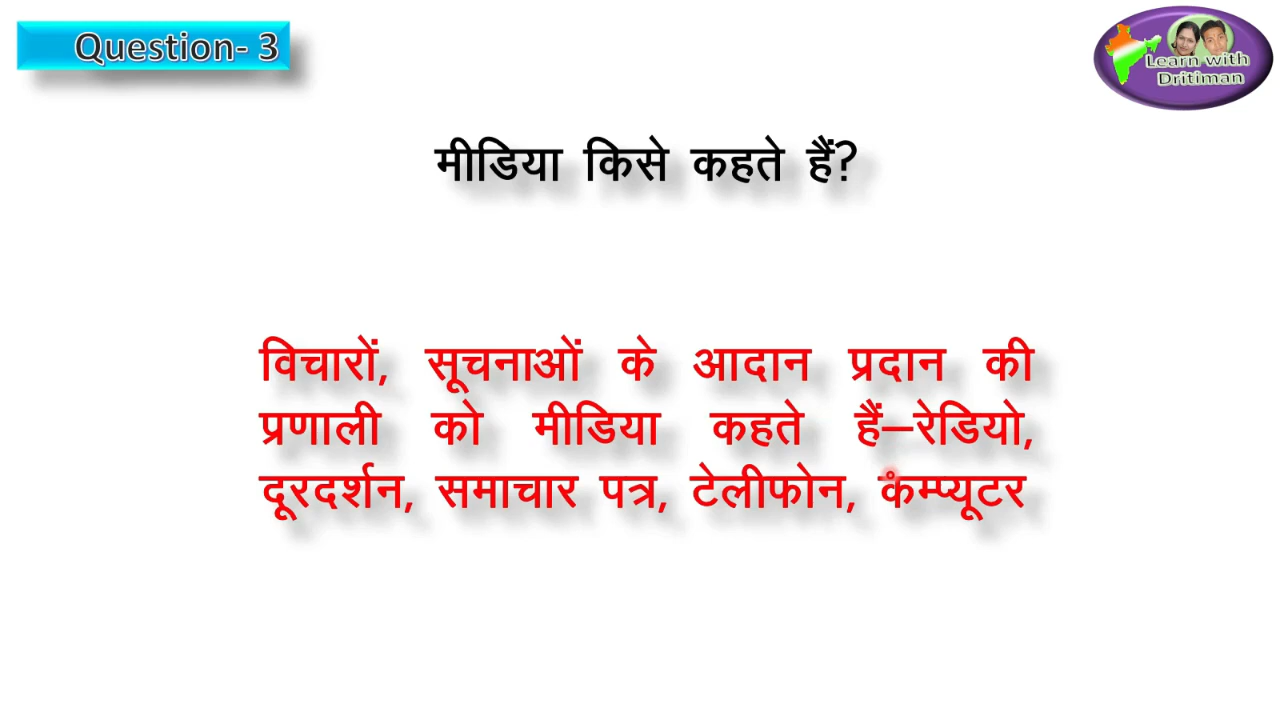 Question- 3
Learn with
Dritiman
मीडिया किसे कहते हैं?
विचारों, सूचनाओं के आदान प्रदान की
प्रणाली को मीडिया कहते हैं–रेडियो,
दूरदर्शन, समाचार पत्र, टेलीफोन, कंम्प्यूटर